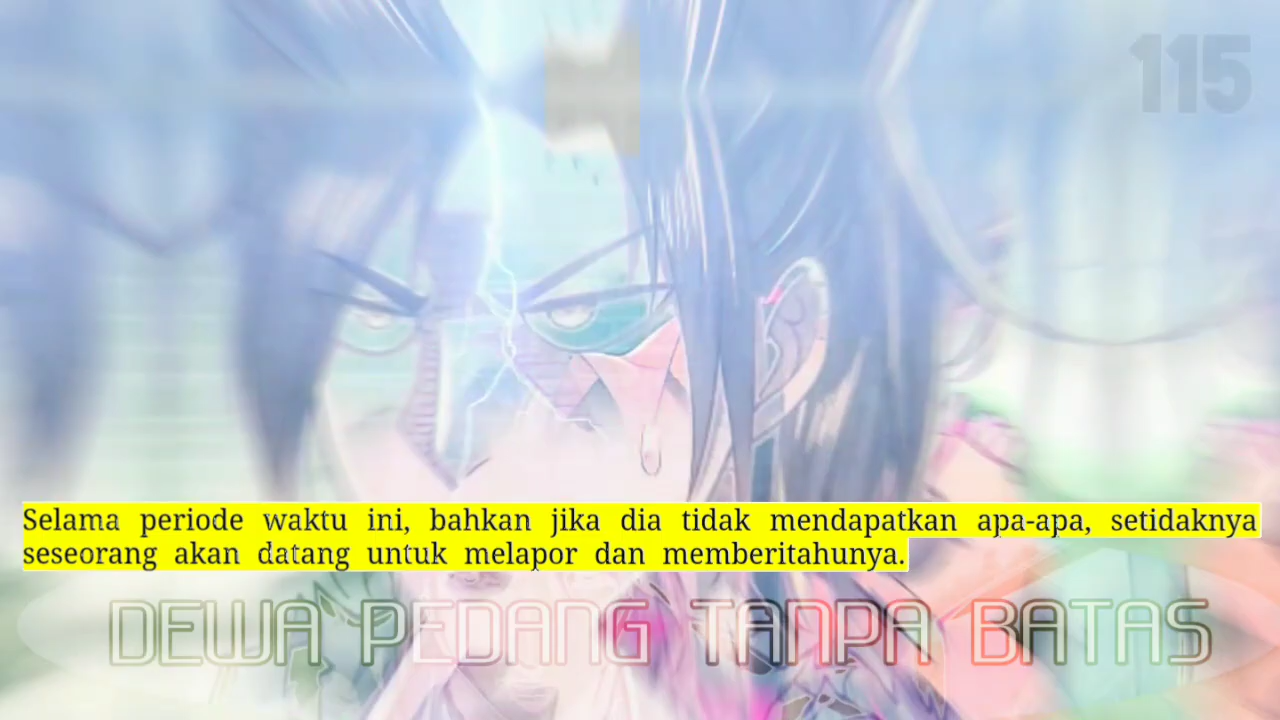 115
Selama periode waktu ini, bahkan jika dia tidak mendapatkan apa-apa, setidaknya
seseorang akan datang untuk melapor dan memberitahunya.
DEWA PEDANG TANPA BATAS